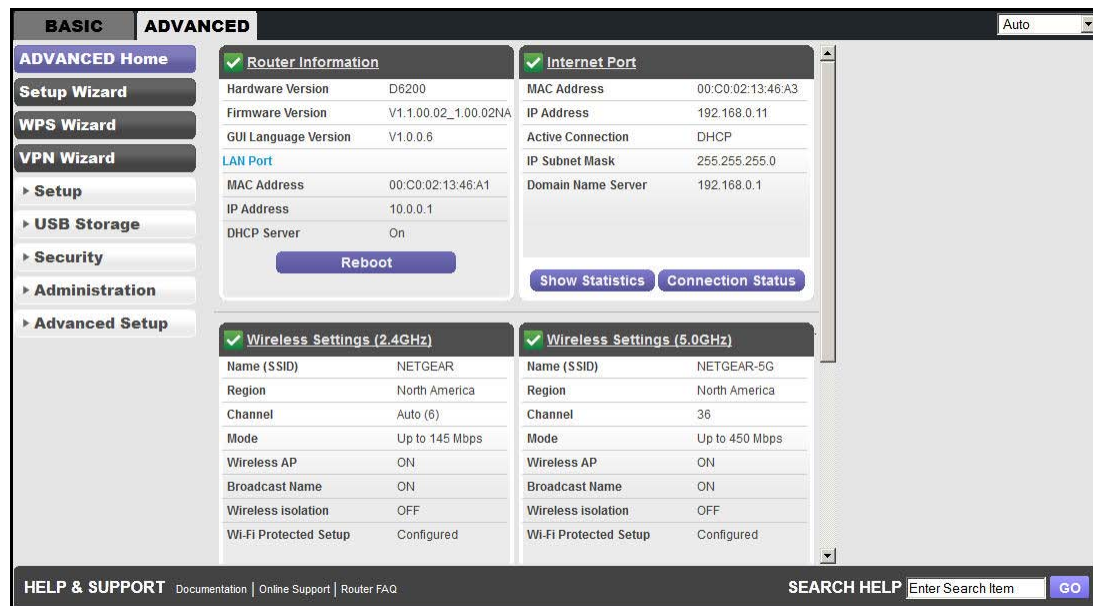 BASIC ADVANCED Auto
ADVANCED Home
Setup Wizard
WPS Wizard
VPN Wizard
Setup
USB Storage
Security
Administration
Advanced Setup
Router Information
Hardware Version D6200
Firmware Version V1.1.00.02_1.00.02NA
GUI Language Version V1.0.0.6
LAN Port
MAC Address 00:C0:02:13:46:A1
IP Address 10.0.0.1
DHCP Server On
Reboot
Internet Port
MAC Address 00:C0:02:13:46:A3
IP Address 192.168.0.11
Active Connection DHCP
IP Subnet Mask 255.255.255.0
Domain Name Server 192.168.0.1
Show Statistics Connection Status
Wireless Settings (2.4GHz)
Name (SSID) NETGEAR
Region North America
Channel Auto (6)
Mode Up to 145 Mbps
Wireless AP ON
Broadcast Name ON
Wireless isolation OFF
Wi-Fi Protected Setup Configured
Wireless Settings (5.0GHz)
Name (SSID) NETGEAR-5G
Region North America
Channel 36
Mode Up to 450 Mbps
Wireless AP ON
Broadcast Name ON
Wireless isolation OFF
Wi-Fi Protected Setup Configured
HELP & SUPPORT Documentation | Online Support | Router FAQ SEARCH HELP Enter Search Item GO